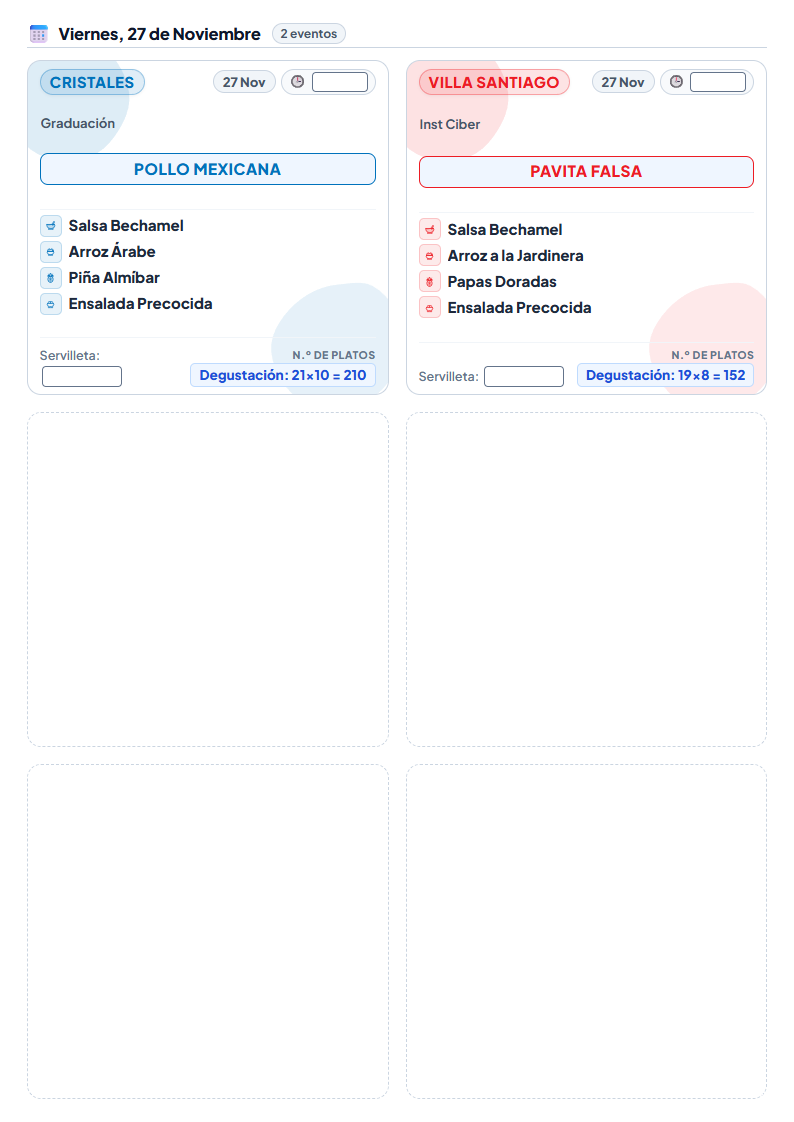 Viernes, 27 de Noviembre 2 eventos
CRISTALES 27 Nov
Graduación
POLLO MEXICANA
Salsa Bechamel
Arroz Árabe
Piña Almíbar
Ensalada Precocida
Servilleta:
N.º DE PLATOS
Degustación: 21×10 = 210
VILLA SANTIAGO 27 Nov
Inst Ciber
PAVITA FALSA
Salsa Bechamel
Arroz a la Jardinera
Papas Doradas
Ensalada Precocida
N.º DE PLATOS
Servilleta: Degustación: 19×8 = 152